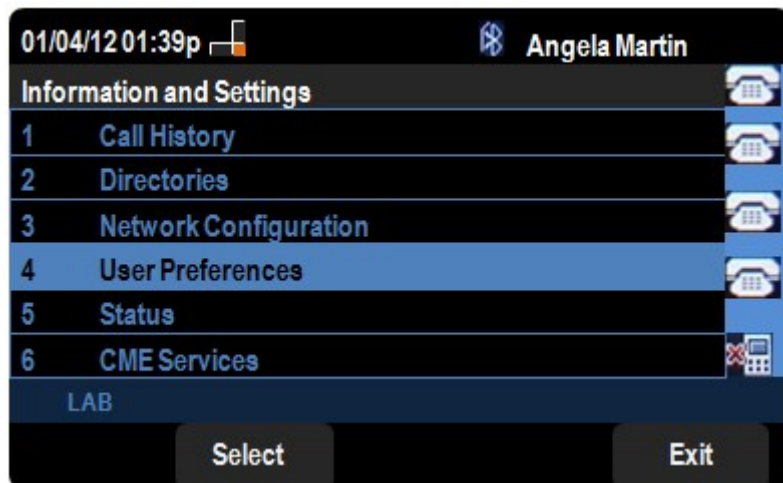 01/04/12 01:39p Angela Martin
Information and Settings
1 Call History
2 Directories
3 Network Configuration
4 User Preferences
5 Status
6 CME Services
LAB
Select Exit